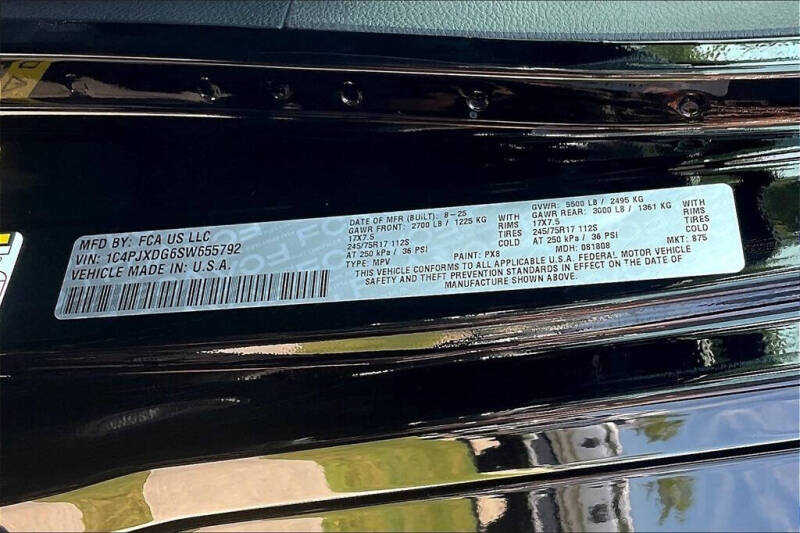 MFD BY: FCA US LLC
VIN: 1C4PJXDG6SW655792
VEHICLE MADE IN U.S.A.
DATE OF MFR (BUILT): 8-25
GAWR FRONT: 2700 LB / 1225 KG WITH
17X7.5 RIMS
245/75R17 112S TIRES
AT 250 kPa / 36 PSI COLD
TYPE: MPV PAINT: PX8
GVWR: 5500 LB / 2495 KG
GAWR REAR: 3000 LB / 1361 KG WITH
17X7.5 RIMS
245/75R17 112S TIRES
AT 250 kPa / 36 PSI COLD
MDH: 081808 MKT: 875
THIS VEHICLE CONFORMS TO ALL APPLICABLE U.S.A. FEDERAL MOTOR VEHICLE
SAFETY AND THEFT PREVENTION STANDARDS IN EFFECT ON THE DATE OF
MANUFACTURE SHOWN ABOVE.